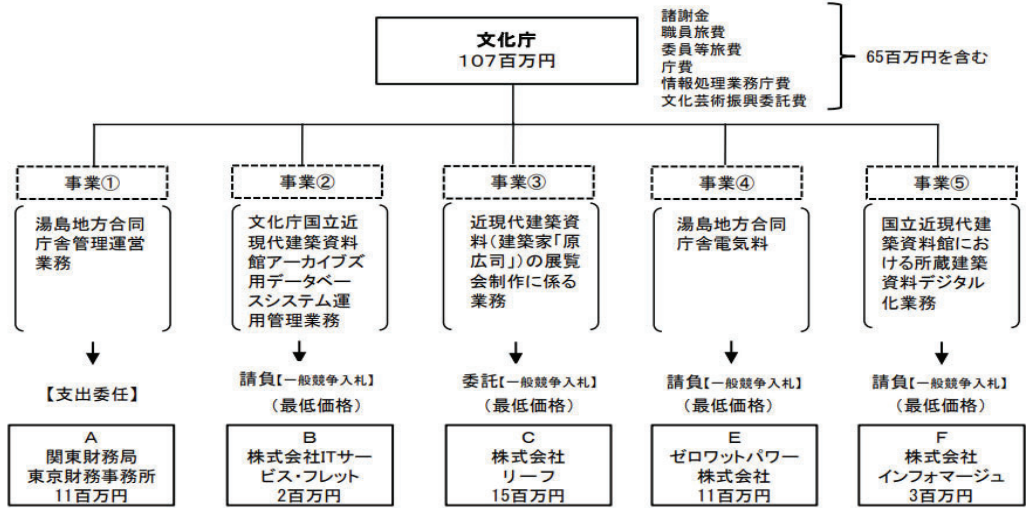 文化庁
107百万円
諸謝金
職員旅費
委員等旅費
庁費
情報処理業務庁費
文化芸術振興委託費
65百万円を含む
事業①
湯島地方合同
庁舎管理運営
業務
【支出委任】
A
関東財務局
東京財務事務所
11百万円
事業②
文化庁国立近
現代建築資料
館アーカイブズ
用データベー
スシステム運
用管理業務
請負【一般競争入札】
(最低価格)
B
株式会社ITサー
ビス・フレット
2百万円
事業③
近現代建築資
料(建築家「原
広司」)の展覧
会制作に係る
業務
委託【一般競争入札】
(最低価格)
C
株式会社
リーフ
15百万円
事業④
湯島地方合同
庁舎電気料
請負【一般競争入札】
(最低価格)
E
ゼロワットパワー
株式会社
11百万円
事業⑤
国立近現代建
築資料館にお
ける所蔵建築
資料デジタル
化業務
請負【一般競争入札】
(最低価格)
F
株式会社
インフォマージュ
3百万円